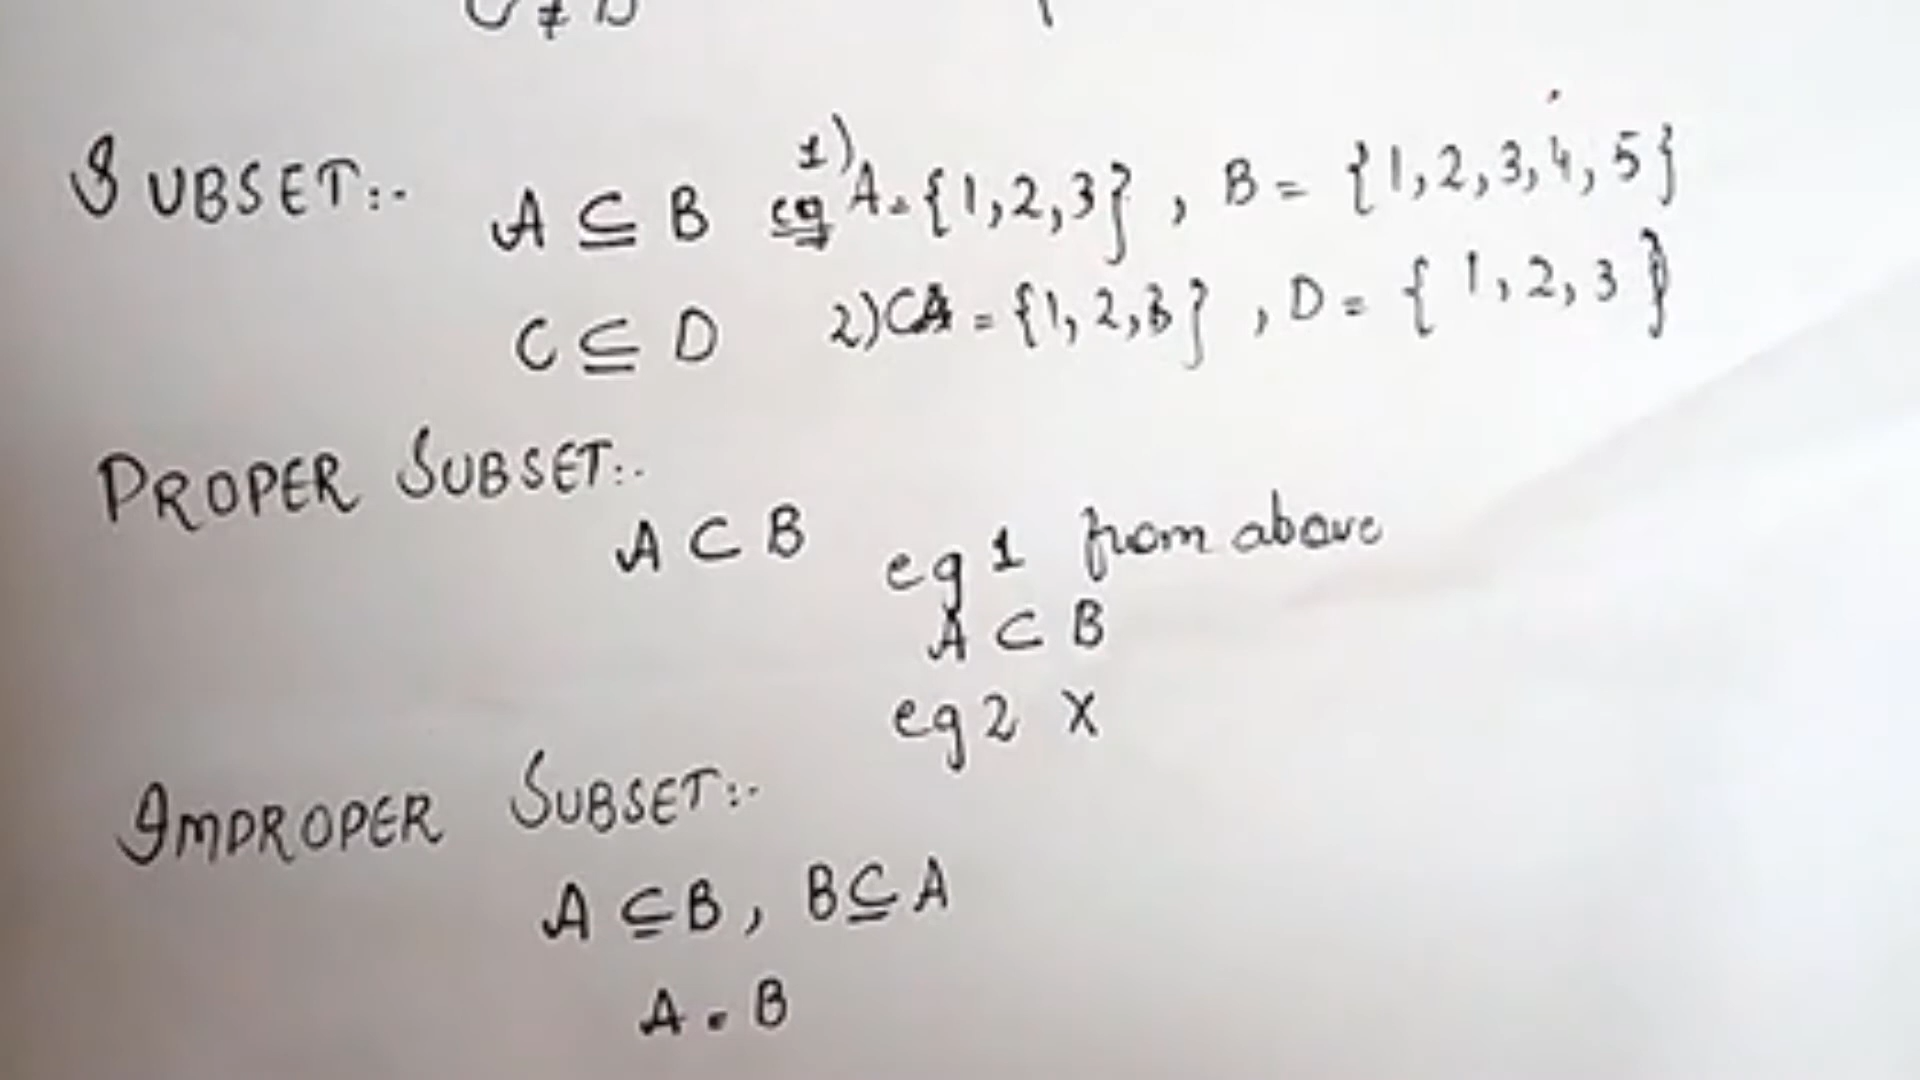 C ≠ D
SUBSET:- A ⊆ B eg 1) A = {1,2,3} , B = {1,2,3,4,5}
C ⊆ D 2) C = {1,2,3} , D = {1,2,3}
PROPER SUBSET:-
A ⊂ B eg 1 from above
A ⊂ B
eg 2 X
IMPROPER SUBSET:-
A ⊆ B , B ⊆ A
A = B